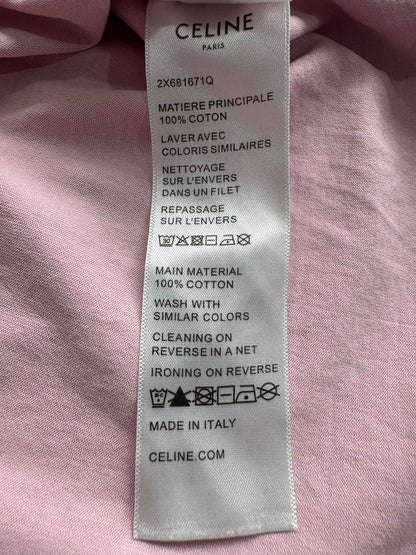 CELINE
PARIS
2X681671Q
MATIERE PRINCIPALE
100% COTON
LAVER AVEC
COLORIS SIMILAIRES
NETTOYAGE
SUR L'ENVERS
DANS UN FILET
REPASSAGE
SUR L'ENVERS
MAIN MATERIAL
100% COTTON
WASH WITH
SIMILAR COLORS
CLEANING ON
REVERSE IN A NET
IRONING ON REVERSE
MADE IN ITALY
CELINE.COM